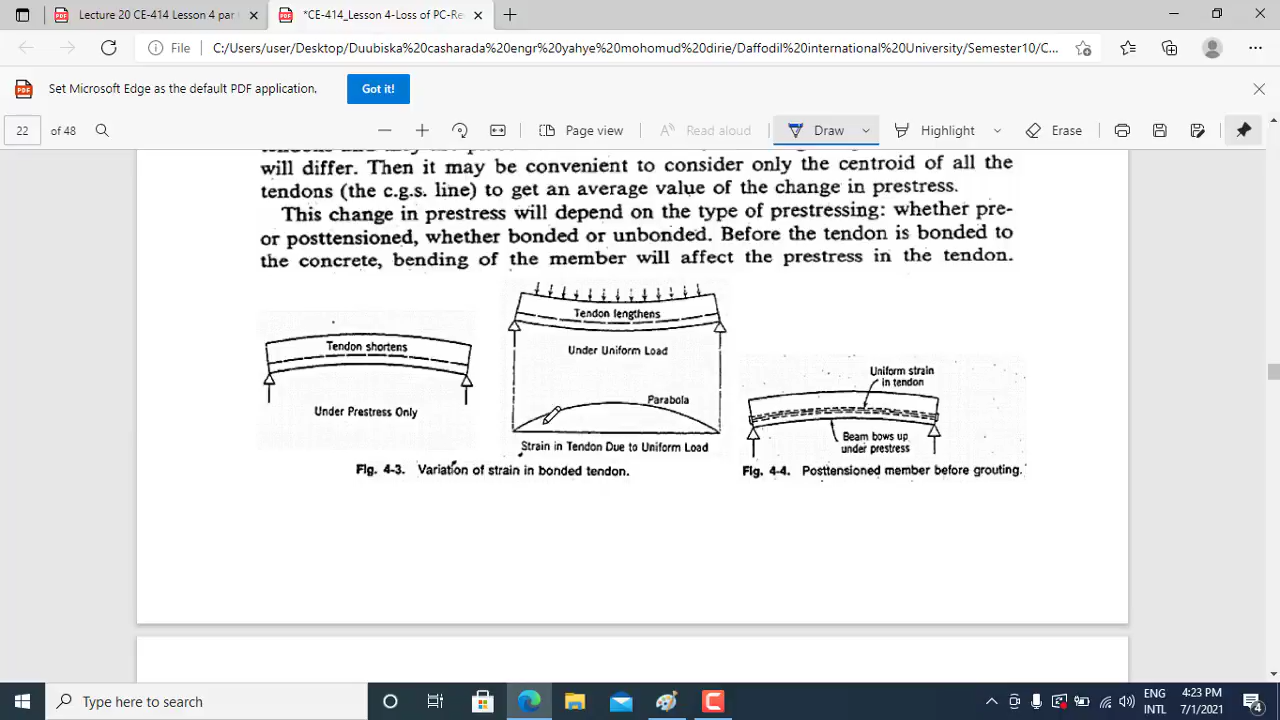 Lecture 20 CE-414 Lesson 4 par
*CE-414_Lesson 4-Loss of PC-Re
File
C:/Users/user/Desktop/Duubiska%20casharada%20engr%20yahye%20mohomud%20dirie/Daffodil%20international%20University/Semester10/C...
Set Microsoft Edge as the default PDF application.
Got it!
22 of 48
Page view
Read aloud
Draw
Highlight
Erase
will differ. Then it may be convenient to consider only the centroid of all the
tendons (the c.g.s. line) to get an average value of the change in prestress.
This change in prestress will depend on the type of prestressing: whether pre-
or posttensioned, whether bonded or unbonded. Before the tendon is bonded to
the concrete, bending of the member will affect the prestress in the tendon.
Tendon shortens
Under Prestress Only
Tendon lengthens
Under Uniform Load
Parabola
Strain in Tendon Due to Uniform Load
Fig. 4-3. Variation of strain in bonded tendon.
Uniform strain
in tendon
Beam bows up
under prestress
Fig. 4-4. Posttensioned member before grouting.
Type here to search
ENG
INTL
4:23 PM
7/1/2021
4